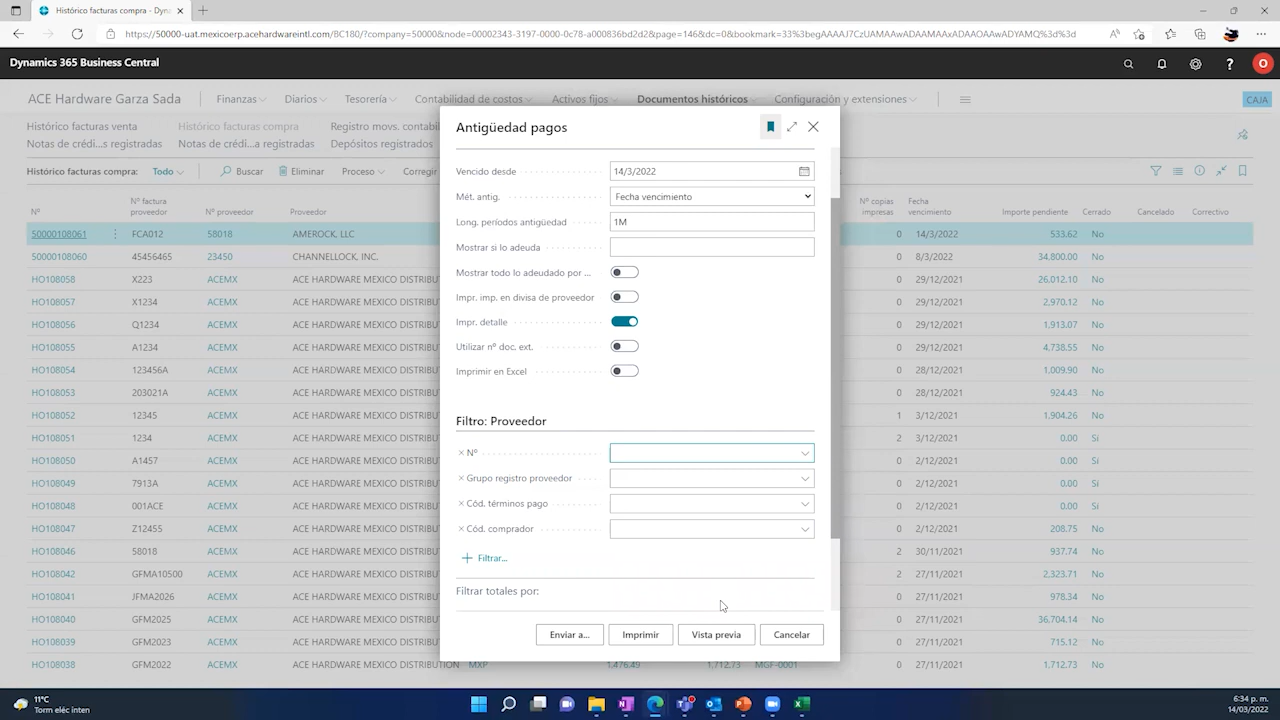 Histórico facturas compra - Dyna
https://50000-uat.mexicoerp.acehardwareintl.com/BC180/?company=50000&node=00002343-3197-0000-0c78-a000836bd2d2&page=146&dc=0&bookmark=33%3begAAAAJ7CzUAMAAwADAAMAAxADAAOAAwADYAMQ%3d%3d
Dynamics 365 Business Central
O
ACE Hardware Garza Sada
Finanzas
Diarios
Tesorería
Contabilidad de costos
Activos fijos
Documentos históricos
Configuración y extensiones
CAJA
Histórico facturas venta
Histórico facturas compra
Registro movs. contabil
Notas de crédi...s registradas
Notas de crédi...a registradas
Depósitos registrados
Histórico facturas compra:
Todo
Buscar
Eliminar
Proceso
Corregir
Nº
Nº factura proveedor
Nº proveedor
Proveedor
Nº copias impresas
Fecha vencimiento
Importe pendiente
Cerrado
Cancelado
Correctivo
50000108061 FCA012 58018 AMEROCK, LLC 0 14/3/2022 533.62 No
50000108060 45456465 23450 CHANNELLOCK, INC. 0 8/3/2022 34,800.00 No
HO108058 X223 ACEMX ACE HARDWARE MEXICO DISTRIBUT 0 29/12/2021 26,012.10 No
HO108057 X1234 ACEMX ACE HARDWARE MEXICO DISTRIBUT 0 29/12/2021 2,970.12 No
HO108056 Q1234 ACEMX ACE HARDWARE MEXICO DISTRIBUT 0 29/12/2021 1,913.07 No
HO108055 A1234 ACEMX ACE HARDWARE MEXICO DISTRIBUT 0 29/12/2021 4,738.55 No
HO108054 123456A ACEMX ACE HARDWARE MEXICO DISTRIBUT 0 28/12/2021 1,009.90 No
HO108053 203021A ACEMX ACE HARDWARE MEXICO DISTRIBUT 0 28/12/2021 924.43 No
HO108052 12345 ACEMX ACE HARDWARE MEXICO DISTRIBUT 1 3/12/2021 1,904.26 No
HO108051 1234 ACEMX ACE HARDWARE MEXICO DISTRIBUT 2 3/12/2021 0.00 Sí
HO108050 A1457 ACEMX ACE HARDWARE MEXICO DISTRIBUT 0 2/12/2021 0.00 Sí
HO108049 7913A ACEMX ACE HARDWARE MEXICO DISTRIBUT 0 2/12/2021 0.00 Sí
HO108048 001ACE ACEMX ACE HARDWARE MEXICO DISTRIBUT 0 2/12/2021 0.00 Sí
HO108047 Z12455 ACEMX ACE HARDWARE MEXICO DISTRIBUT 0 2/12/2021 208.75 No
HO108046 58018 ACEMX ACE HARDWARE MEXICO DISTRIBUT 2 30/11/2021 937.74 No
HO108042 GFMA10500 ACEMX ACE HARDWARE MEXICO DISTRIBUT 2 27/11/2021 2,323.71 No
HO108041 JFMA2026 ACEMX ACE HARDWARE MEXICO DISTRIBUT 0 27/11/2021 978.34 No
HO108040 GFM2025 ACEMX ACE HARDWARE MEXICO DISTRIBUT 0 27/11/2021 36,704.14 No
HO108039 GFM2023 ACEMX ACE HARDWARE MEXICO DISTRIBUT 0 27/11/2021 715.12 No
HO108038 GFM2022 ACEMX ACE HARDWARE MEXICO DISTRIBUTION MXP 1,476.49 1,712.73 MGF-0001 0 27/11/2021 1,712.73 No
Antigüedad pagos
Vencido desde 14/3/2022
Mét. antig. Fecha vencimiento
Long. períodos antigüedad 1M
Mostrar si lo adeuda
Mostrar todo lo adeudado por ...
Impr. imp. en divisa de proveedor
Impr. detalle
Utilizar nº doc. ext.
Imprimir en Excel
Filtro: Proveedor
× Nº
× Grupo registro proveedor
× Cód. términos pago
× Cód. comprador
+ Filtrar...
Filtrar totales por:
Enviar a...
Imprimir
Vista previa
Cancelar
11°C
Torm eléc inten
6:34 p. m.
14/03/2022